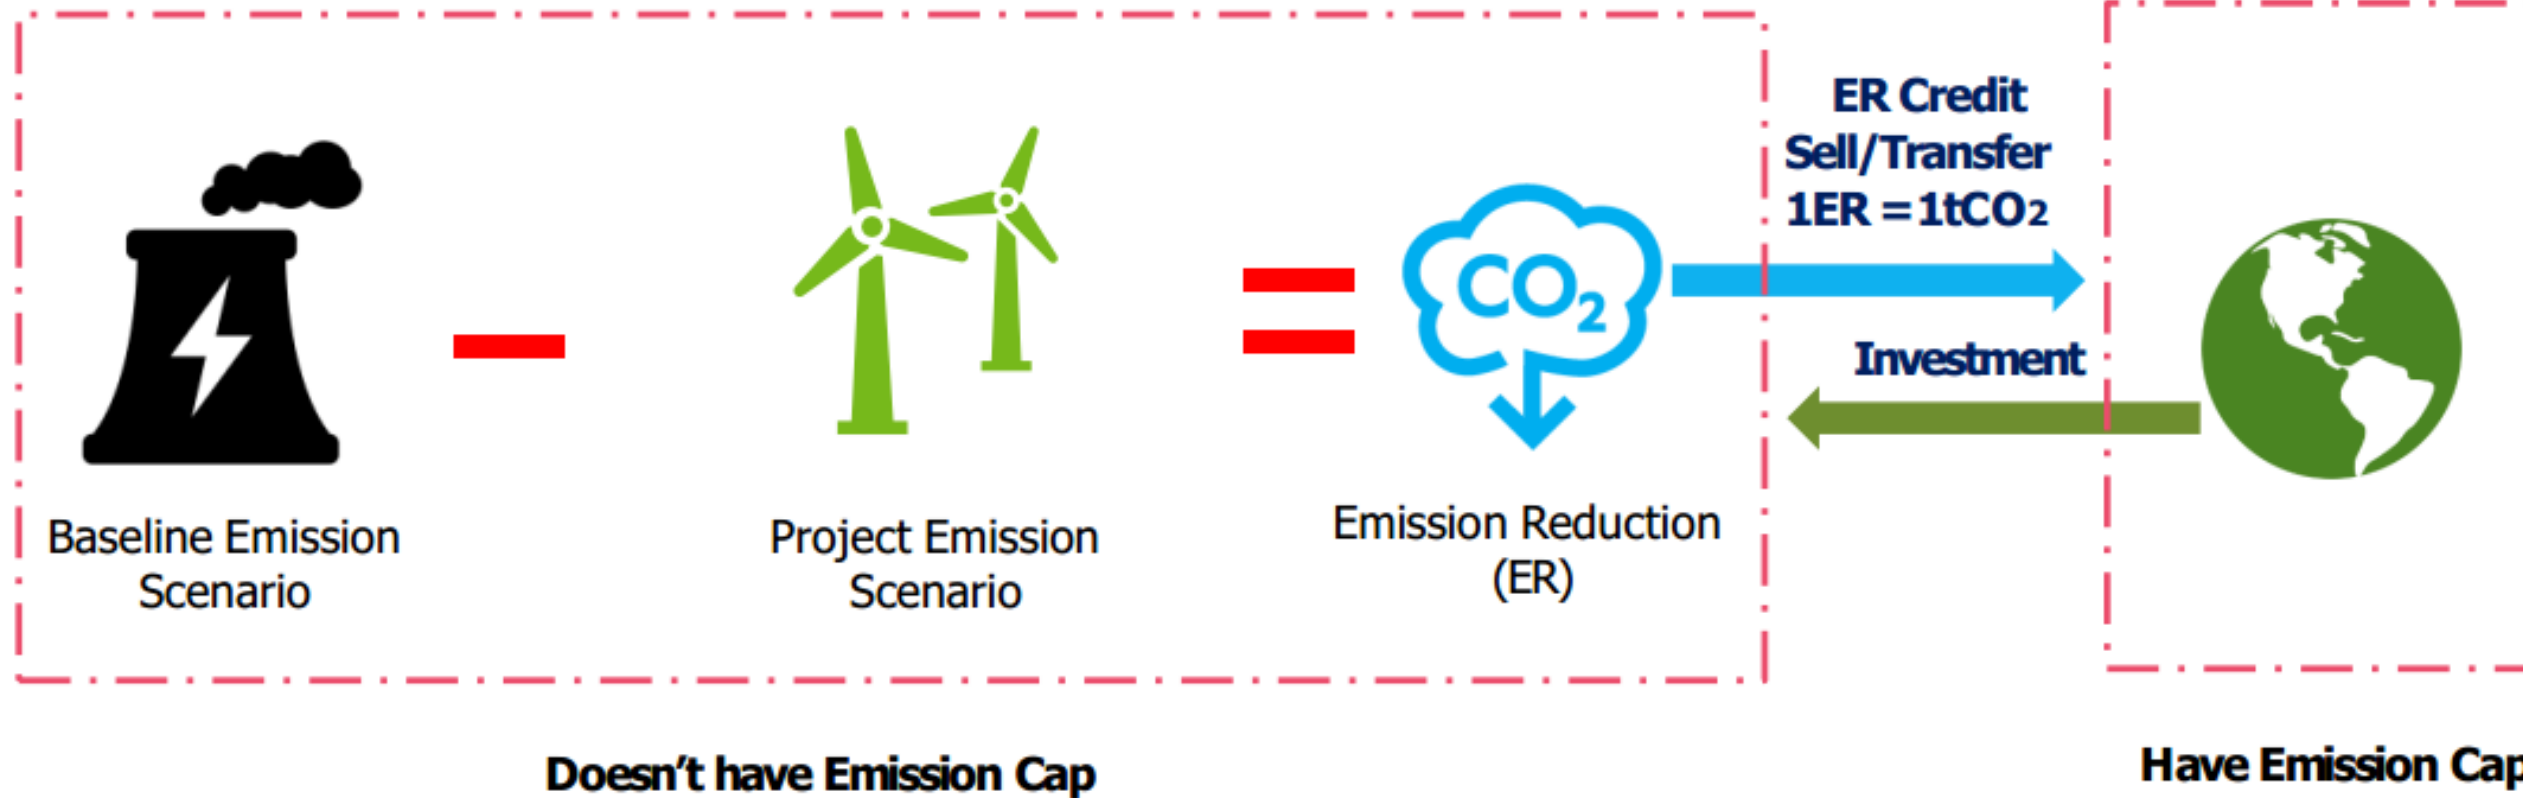 ER Credit
Sell/Transfer
1ER = 1tCO2
CO2
Investment
Baseline Emission
Scenario
Project Emission
Scenario
Emission Reduction
(ER)
Doesn't have Emission Cap
Have Emission Cap